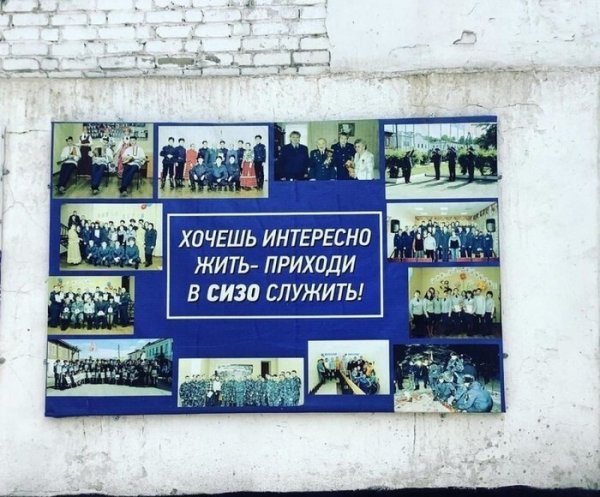 ХОЧЕШЬ ИНТЕРЕСНО
ЖИТЬ- ПРИХОДИ
В СИЗО СЛУЖИТЬ!